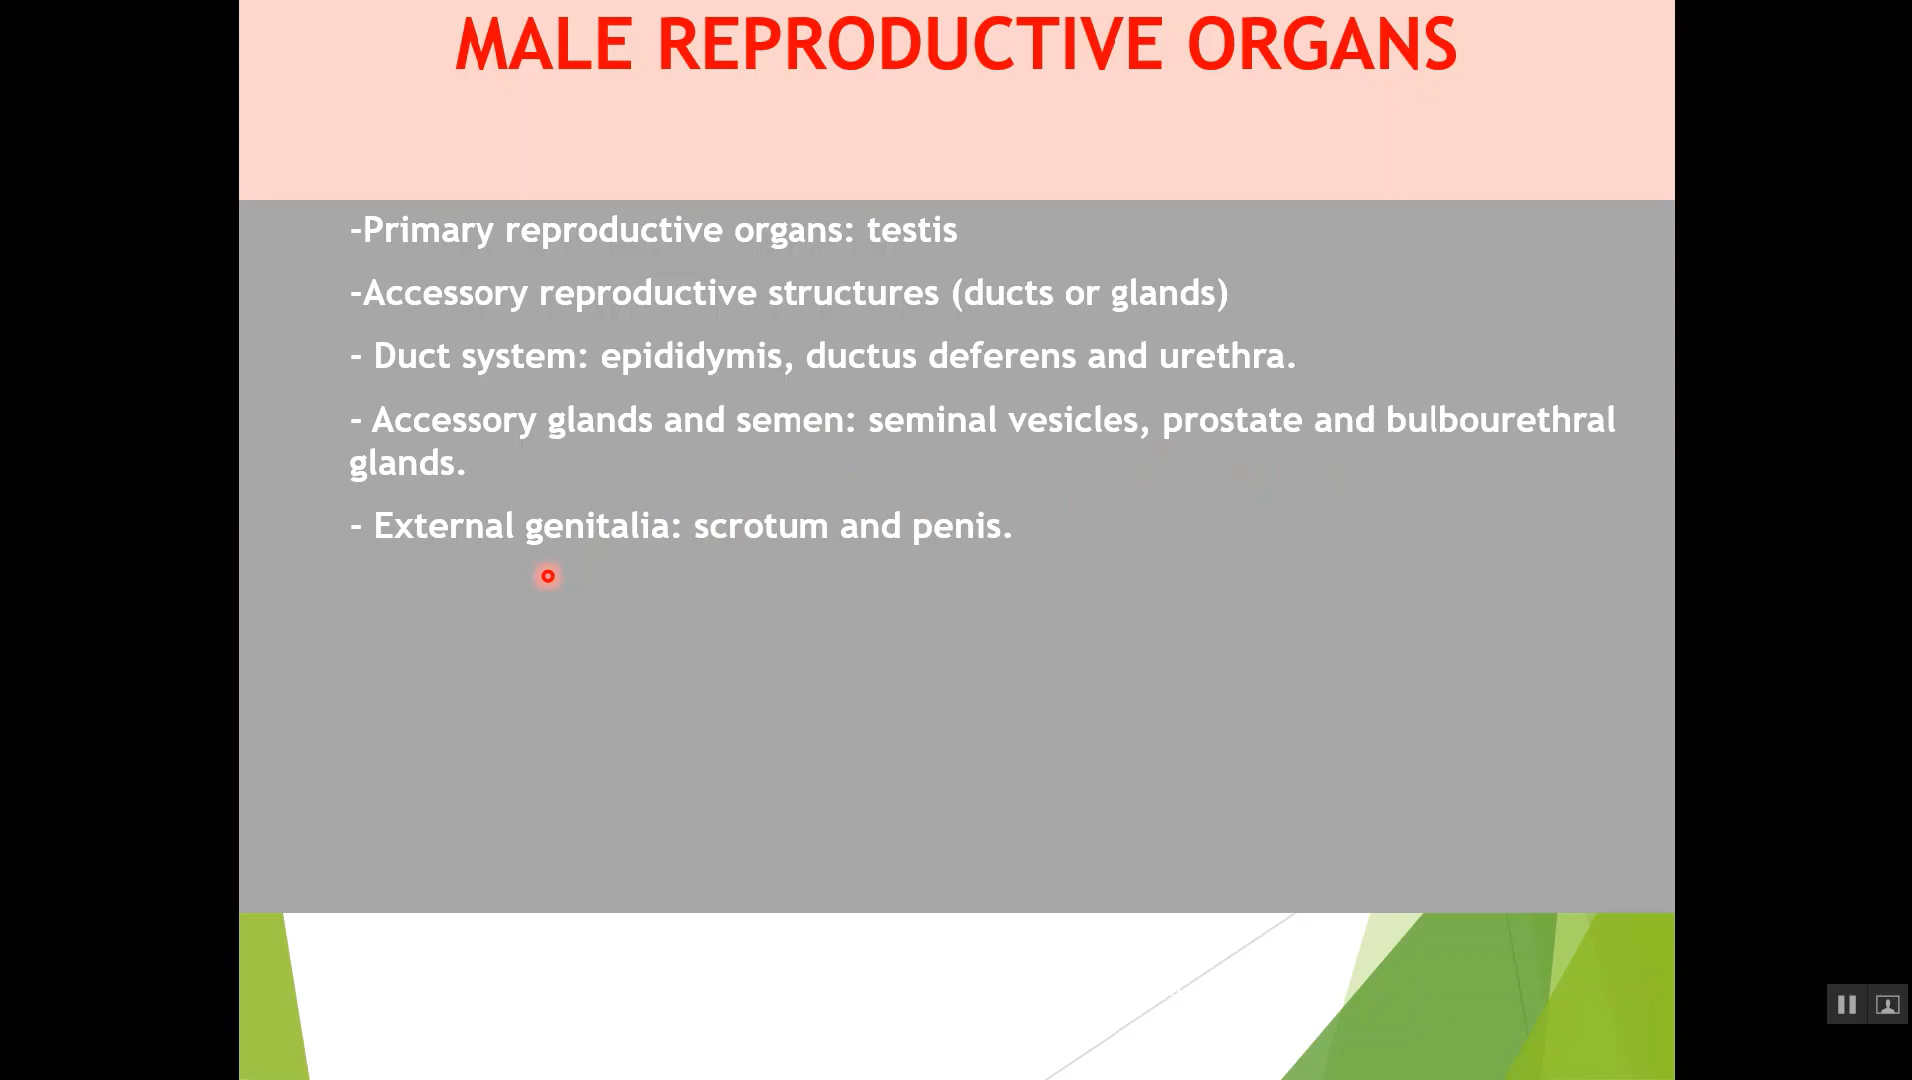 MALE REPRODUCTIVE ORGANS
-Primary reproductive organs: testis
-Accessory reproductive structures (ducts or glands)
- Duct system: epididymis, ductus deferens and urethra.
- Accessory glands and semen: seminal vesicles, prostate and bulbourethral
glands.
- External genitalia: scrotum and penis.